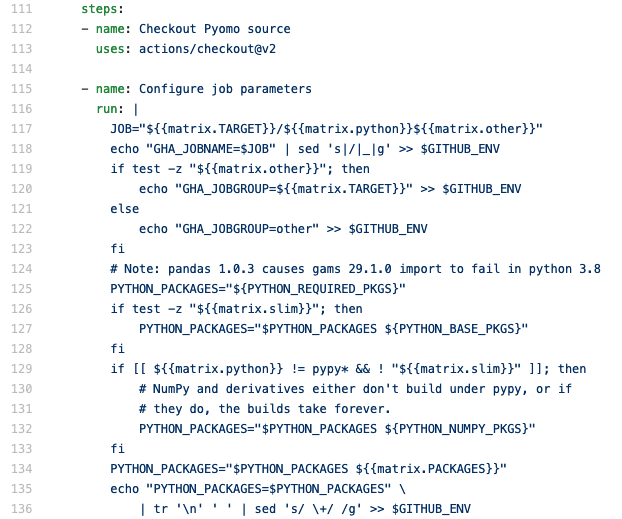 111 steps:
112 - name: Checkout Pyomo source
113 uses: actions/checkout@v2
114
115 - name: Configure job parameters
116 run: |
117 JOB="${{matrix.TARGET}}/${{matrix.python}}${{matrix.other}}"
118 echo "GHA_JOBNAME=$JOB" | sed 's|/|_|g' >> $GITHUB_ENV
119 if test -z "${{matrix.other}}"; then
120 echo "GHA_JOBGROUP=${{matrix.TARGET}}" >> $GITHUB_ENV
121 else
122 echo "GHA_JOBGROUP=other" >> $GITHUB_ENV
123 fi
124 # Note: pandas 1.0.3 causes gams 29.1.0 import to fail in python 3.8
125 PYTHON_PACKAGES="${PYTHON_REQUIRED_PKGS}"
126 if test -z "${{matrix.slim}}"; then
127 PYTHON_PACKAGES="$PYTHON_PACKAGES ${PYTHON_BASE_PKGS}"
128 fi
129 if [[ ${{matrix.python}} != pypy* && ! "${{matrix.slim}}" ]]; then
130 # NumPy and derivatives either don't build under pypy, or if
131 # they do, the builds take forever.
132 PYTHON_PACKAGES="$PYTHON_PACKAGES ${PYTHON_NUMPY_PKGS}"
133 fi
134 PYTHON_PACKAGES="$PYTHON_PACKAGES ${{matrix.PACKAGES}}"
135 echo "PYTHON_PACKAGES=$PYTHON_PACKAGES" \
136 | tr '\n' ' ' | sed 's/ \+/ /g' >> $GITHUB_ENV